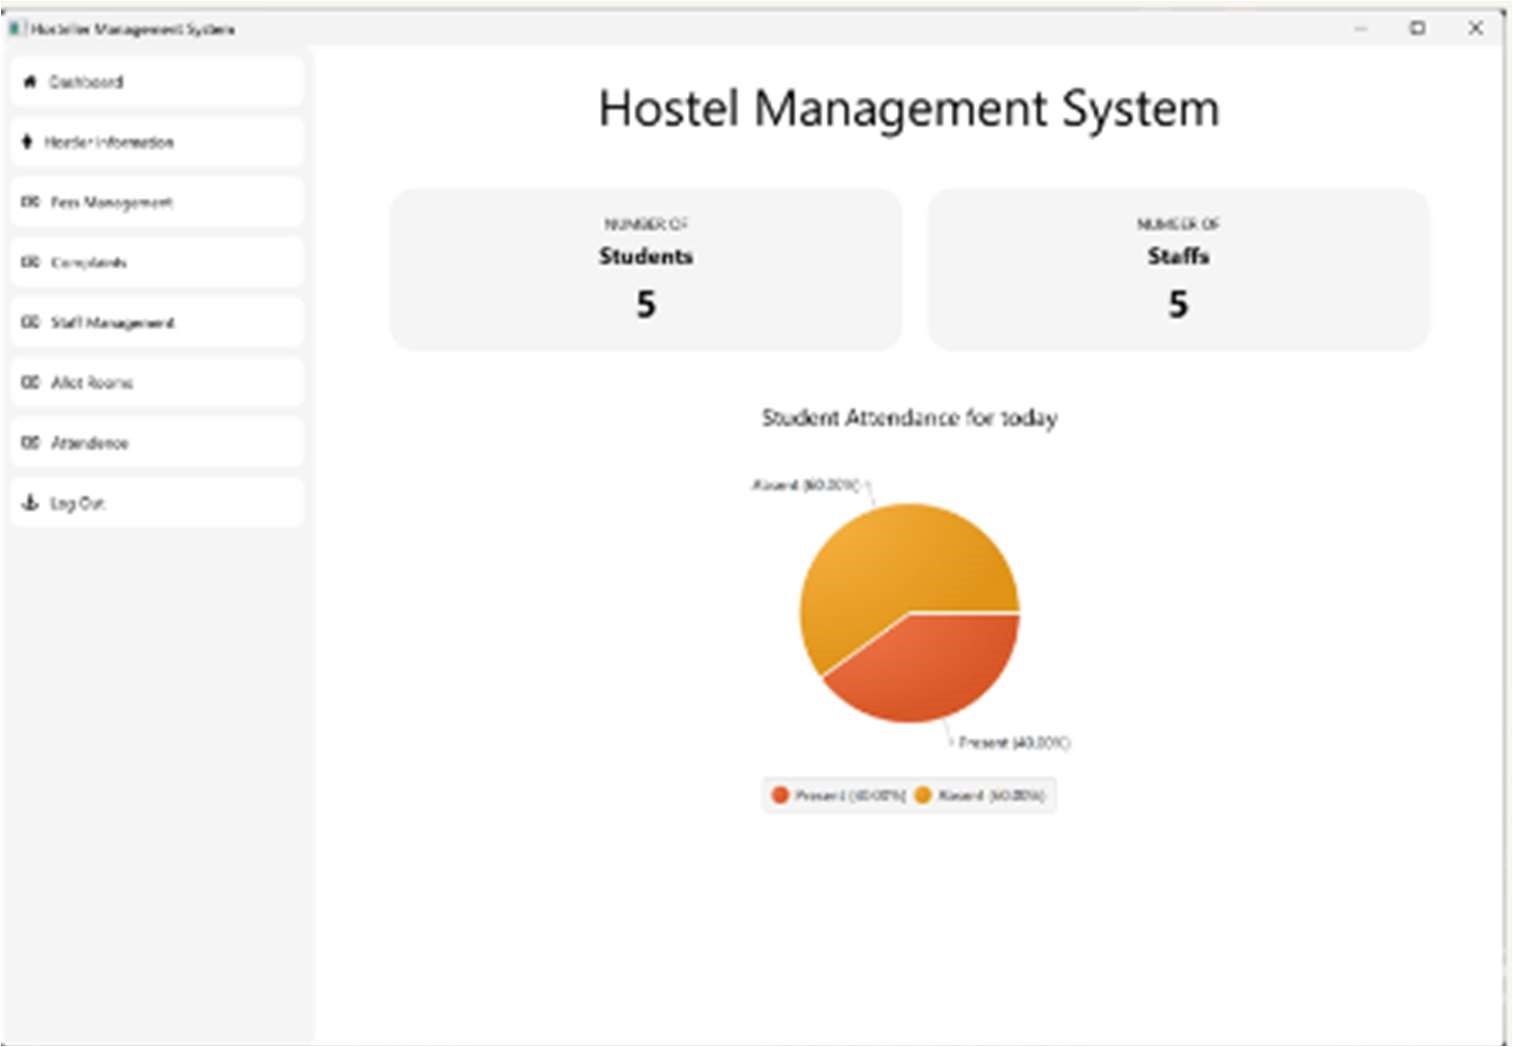 Hosteller Management System
Dashboard
Hostler Information
Fees Management
Complaints
Staff Management
Allot Rooms
Attendence
Log Out
Hostel Management System
NUMBER OF
Students
5
NUMBER OF
Staffs
5
Student Attendance for today
Absent (60.00%)
Present (40.00%)
Present (40.00%) Absent (60.00%)